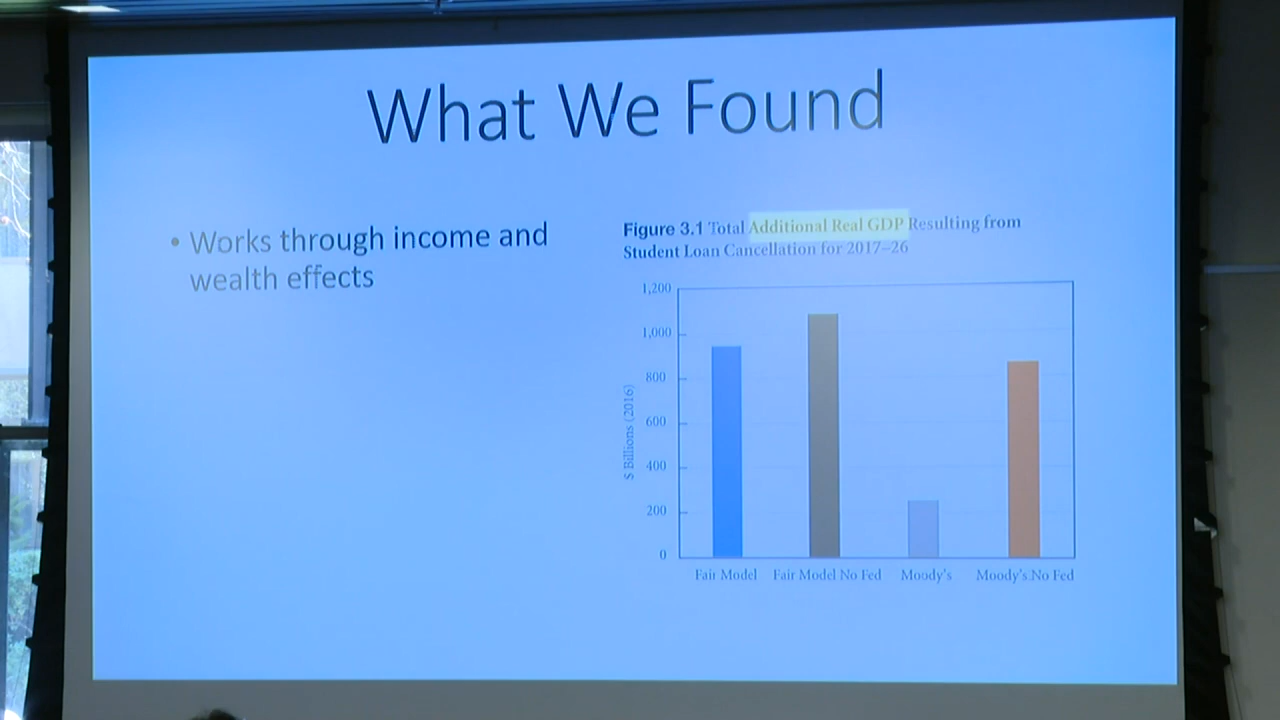 What We Found
• Works through income and
wealth effects
Figure 3.1 Total Additional Real GDP Resulting from
Student Loan Cancellation for 2017–26
1,200
1,000
800
600
400
200
0
$ Billions (2016)
Fair Model
Fair Model No Fed
Moody's
Moody's No Fed